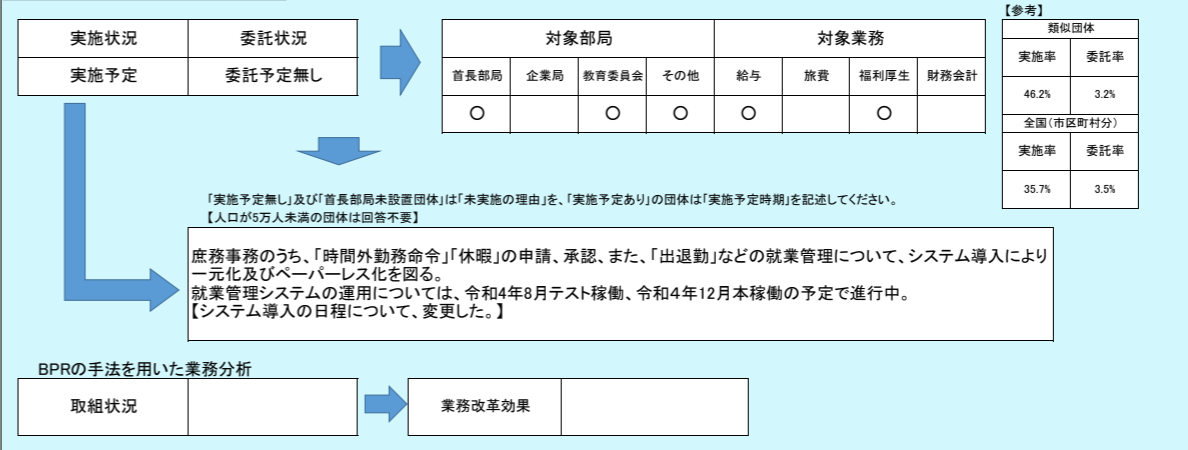 【参考】
実施状況 委託状況
実施予定 委託予定無し
対象部局 対象業務
首長部局 企業局 教育委員会 その他 給与 旅費 福利厚生 財務会計
○ ○ ○ ○ ○
類似団体
実施率 委託率
46.2% 3.2%
全国(市区町村分)
実施率 委託率
35.7% 3.5%
「実施予定無し」及び「首長部局未設置団体」は「未実施の理由」を、「実施予定あり」の団体は「実施予定時期」を記述してください。
【人口が5万人未満の団体は回答不要】
庶務事務のうち、「時間外勤務命令」「休暇」の申請、承認、また、「出退勤」などの就業管理について、システム導入により
一元化及びペーパーレス化を図る。
就業管理システムの運用については、令和4年8月テスト稼働、令和4年12月本稼働の予定で進行中。
【システム導入の日程について、変更した。】
BPRの手法を用いた業務分析
取組状況
業務改革効果